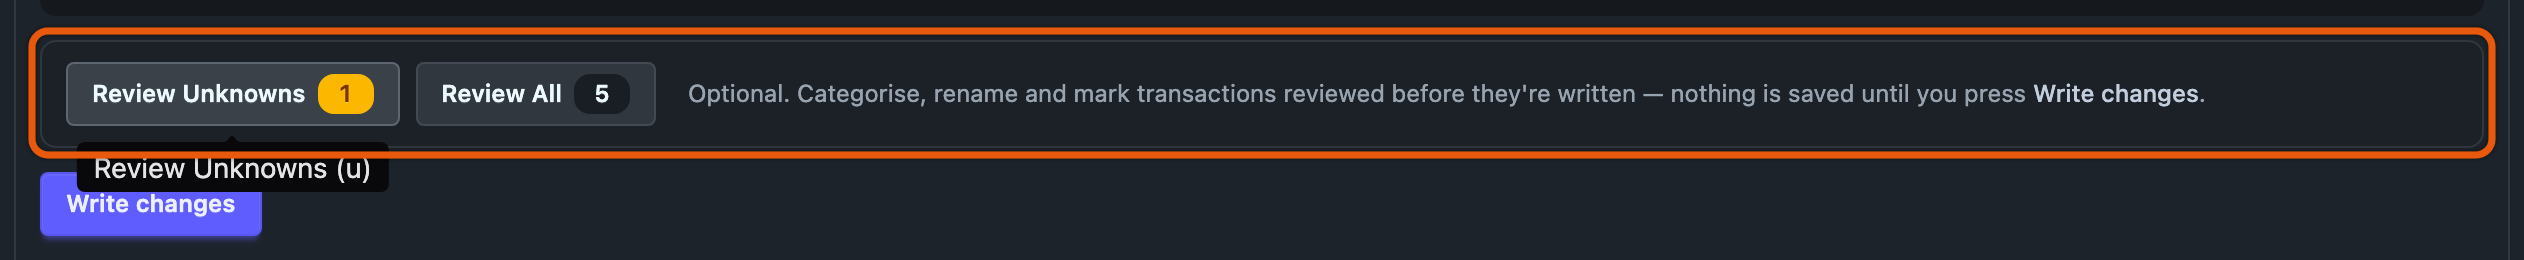 Review Unknowns 1 Review All 5 Optional. Categorise, rename and mark transactions reviewed before they're written — nothing is saved until you press Write changes.
Review Unknowns (u)
Write changes